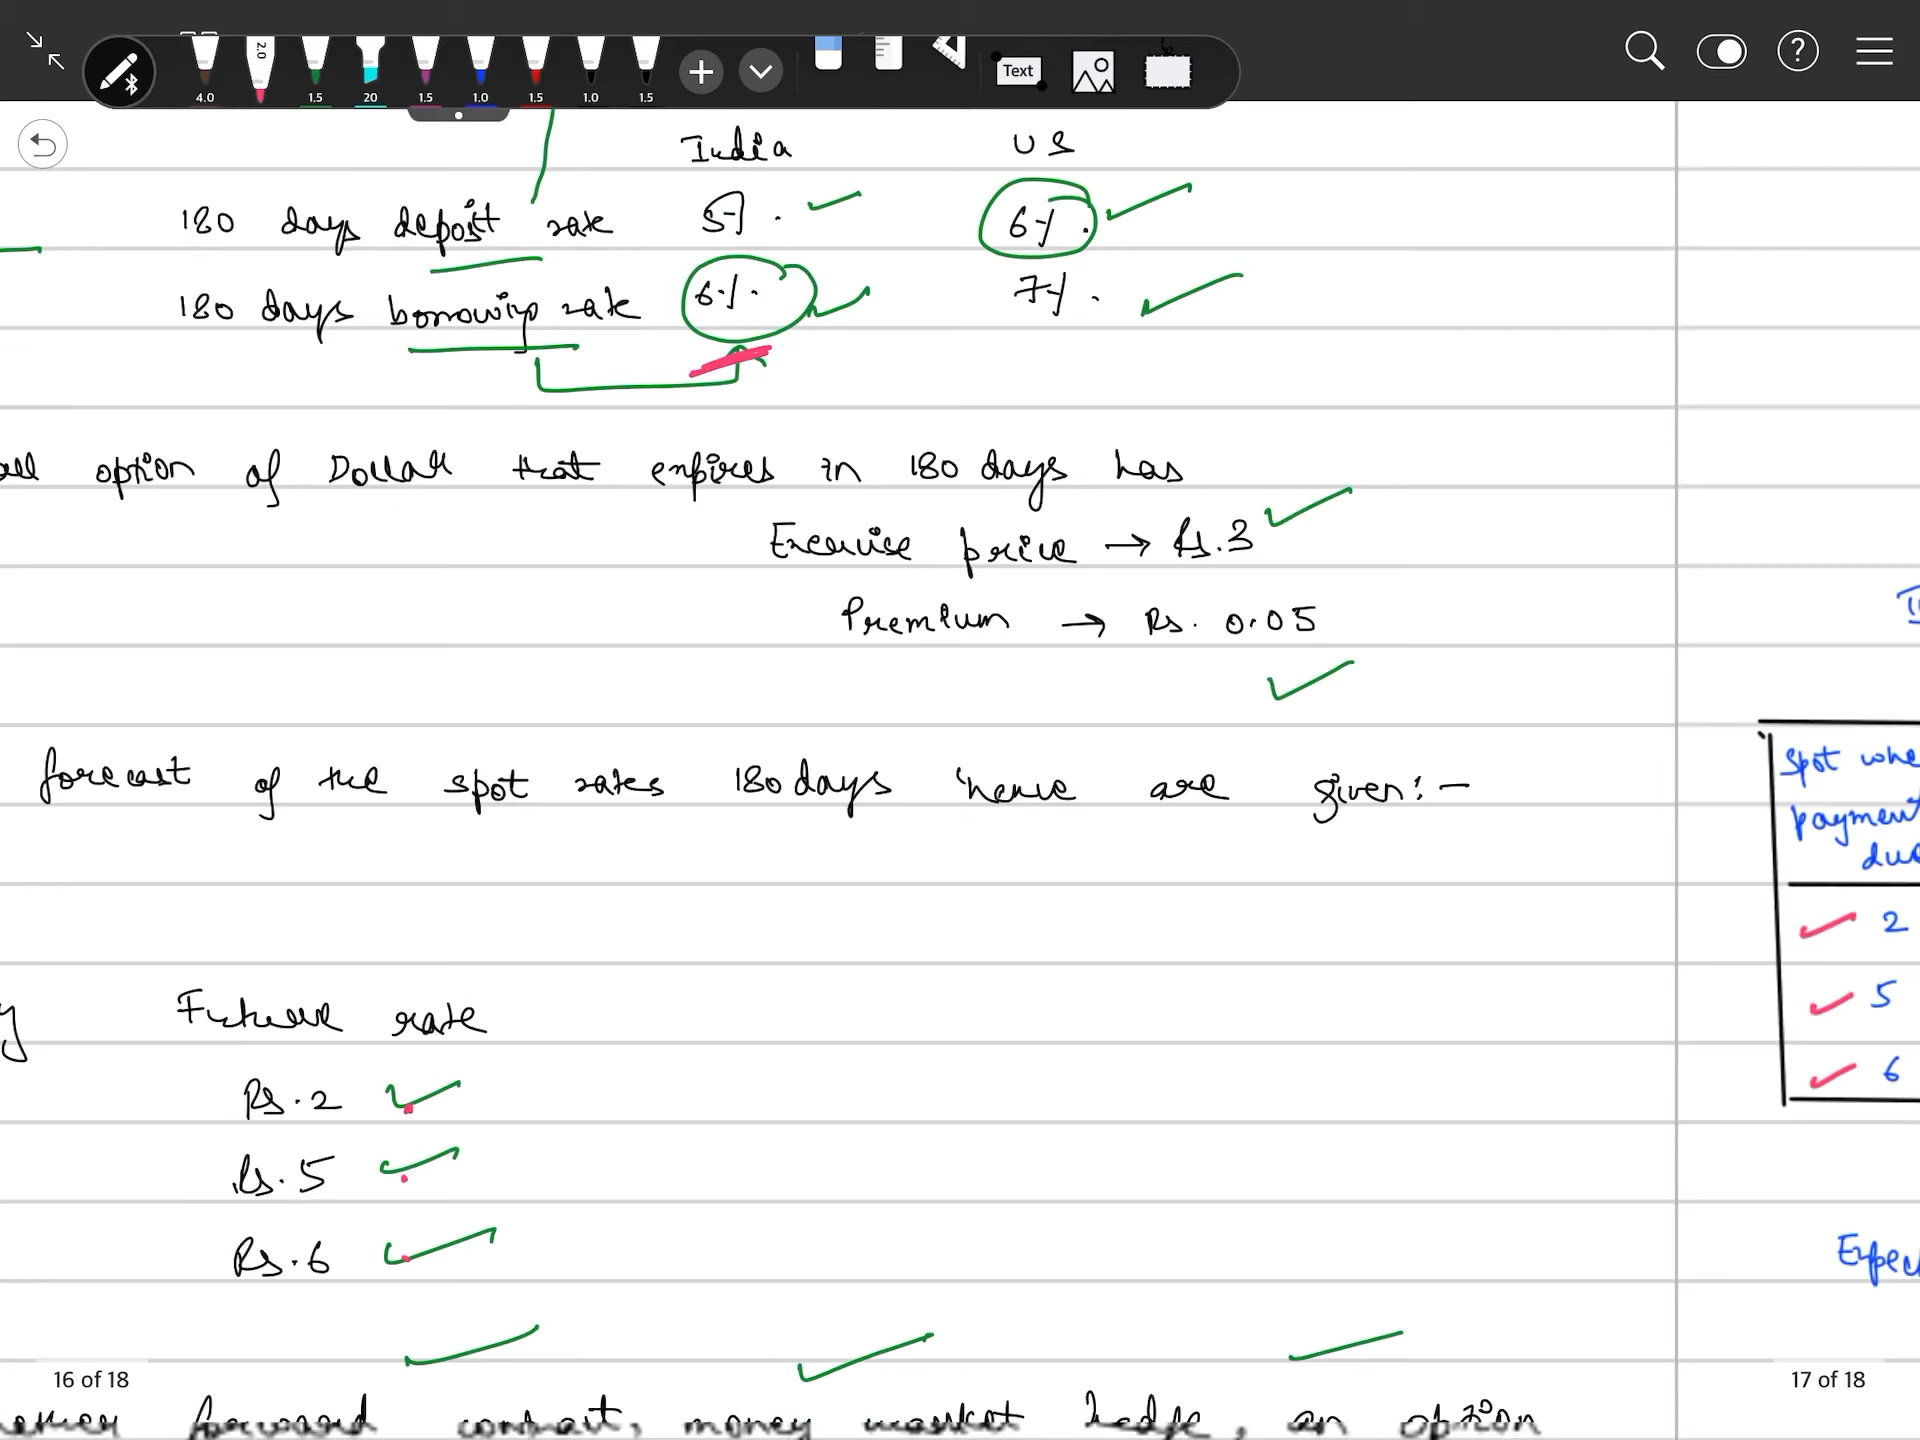 4.0 2.0 1.5 20 1.5 1.0 1.5 1.0 1.5 Text
India US
180 days deposit rate 5%. 6%.
180 days borrowing rate 6%. 7%.
option of Dollar that expires in 180 days has
Exercise price → Rs.3
Premium → Rs. 0.05
forecast of the spot rates 180 days hence are given:-
Future rate
Rs.2
Rs.5
Rs.6
16 of 18
forward contract, money market hedge, an option
Spot
payment
2
5
6
17 of 18